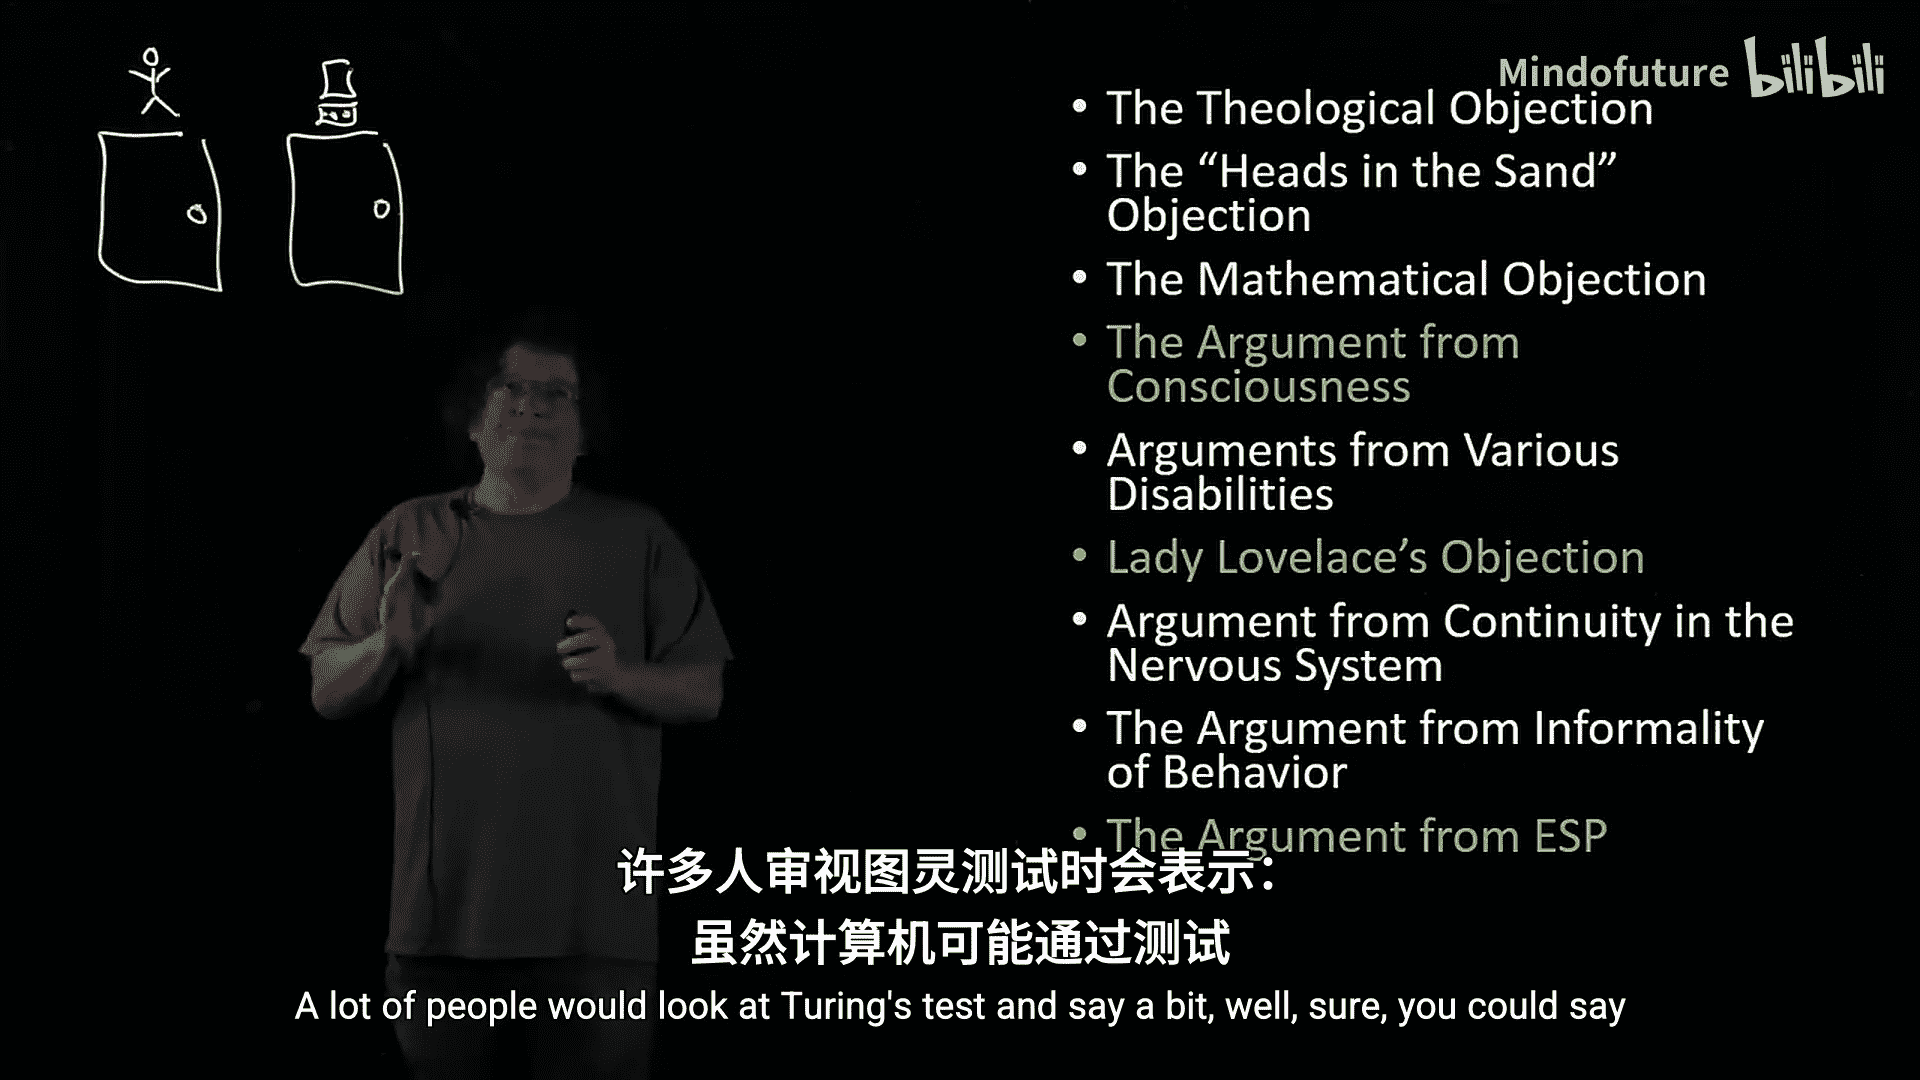 Mindofuture bilibili
• The Theological Objection
• The “Heads in the Sand”
Objection
• The Mathematical Objection
• The Argument from
Consciousness
• Arguments from Various
Disabilities
• Lady Lovelace’s Objection
• Argument from Continuity in the
Nervous System
• The Argument from Informality
of Behavior
• The Argument from ESP
许多人审视图灵测试时会表示：
虽然计算机可能通过测试
A lot of people would look at Turing's test and say a bit, well, sure, you could say